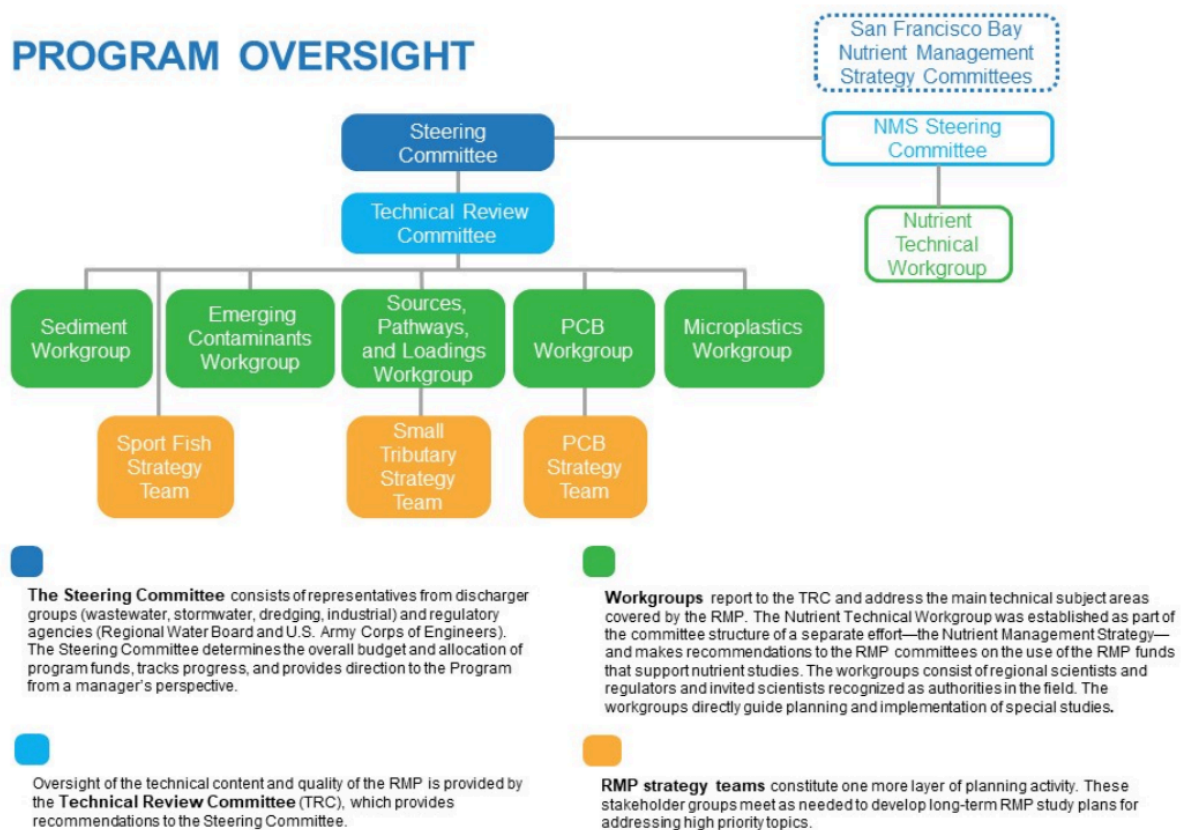 PROGRAM OVERSIGHT
San Francisco Bay
Nutrient Management
Strategy Committees
Steering
Committee
NMS Steering
Committee
Technical Review
Committee
Nutrient
Technical
Workgroup
Sediment
Workgroup
Emerging
Contaminants
Workgroup
Sources,
Pathways,
and Loadings
Workgroup
PCB
Workgroup
Microplastics
Workgroup
Sport Fish
Strategy
Team
Small
Tributary
Strategy
Team
PCB
Strategy
Team
The Steering Committee consists of representatives from discharger
groups (wastewater, stormwater, dredging, industrial) and regulatory
agencies (Regional Water Board and U.S. Army Corps of Engineers).
The Steering Committee determines the overall budget and allocation of
program funds, tracks progress, and provides direction to the Program
from a manager's perspective.
Oversight of the technical content and quality of the RMP is provided by
the Technical Review Committee (TRC), which provides
recommendations to the Steering Committee.
Workgroups report to the TRC and address the main technical subject areas
covered by the RMP. The Nutrient Technical Workgroup was established as part of
the committee structure of a separate effort—the Nutrient Management Strategy—
and makes recommendations to the RMP committees on the use of the RMP funds
that support nutrient studies. The workgroups consist of regional scientists and
regulators and invited scientists recognized as authorities in the field. The
workgroups directly guide planning and implementation of special studies.
RMP strategy teams constitute one more layer of planning activity. These
stakeholder groups meet as needed to develop long-term RMP study plans for
addressing high priority topics.